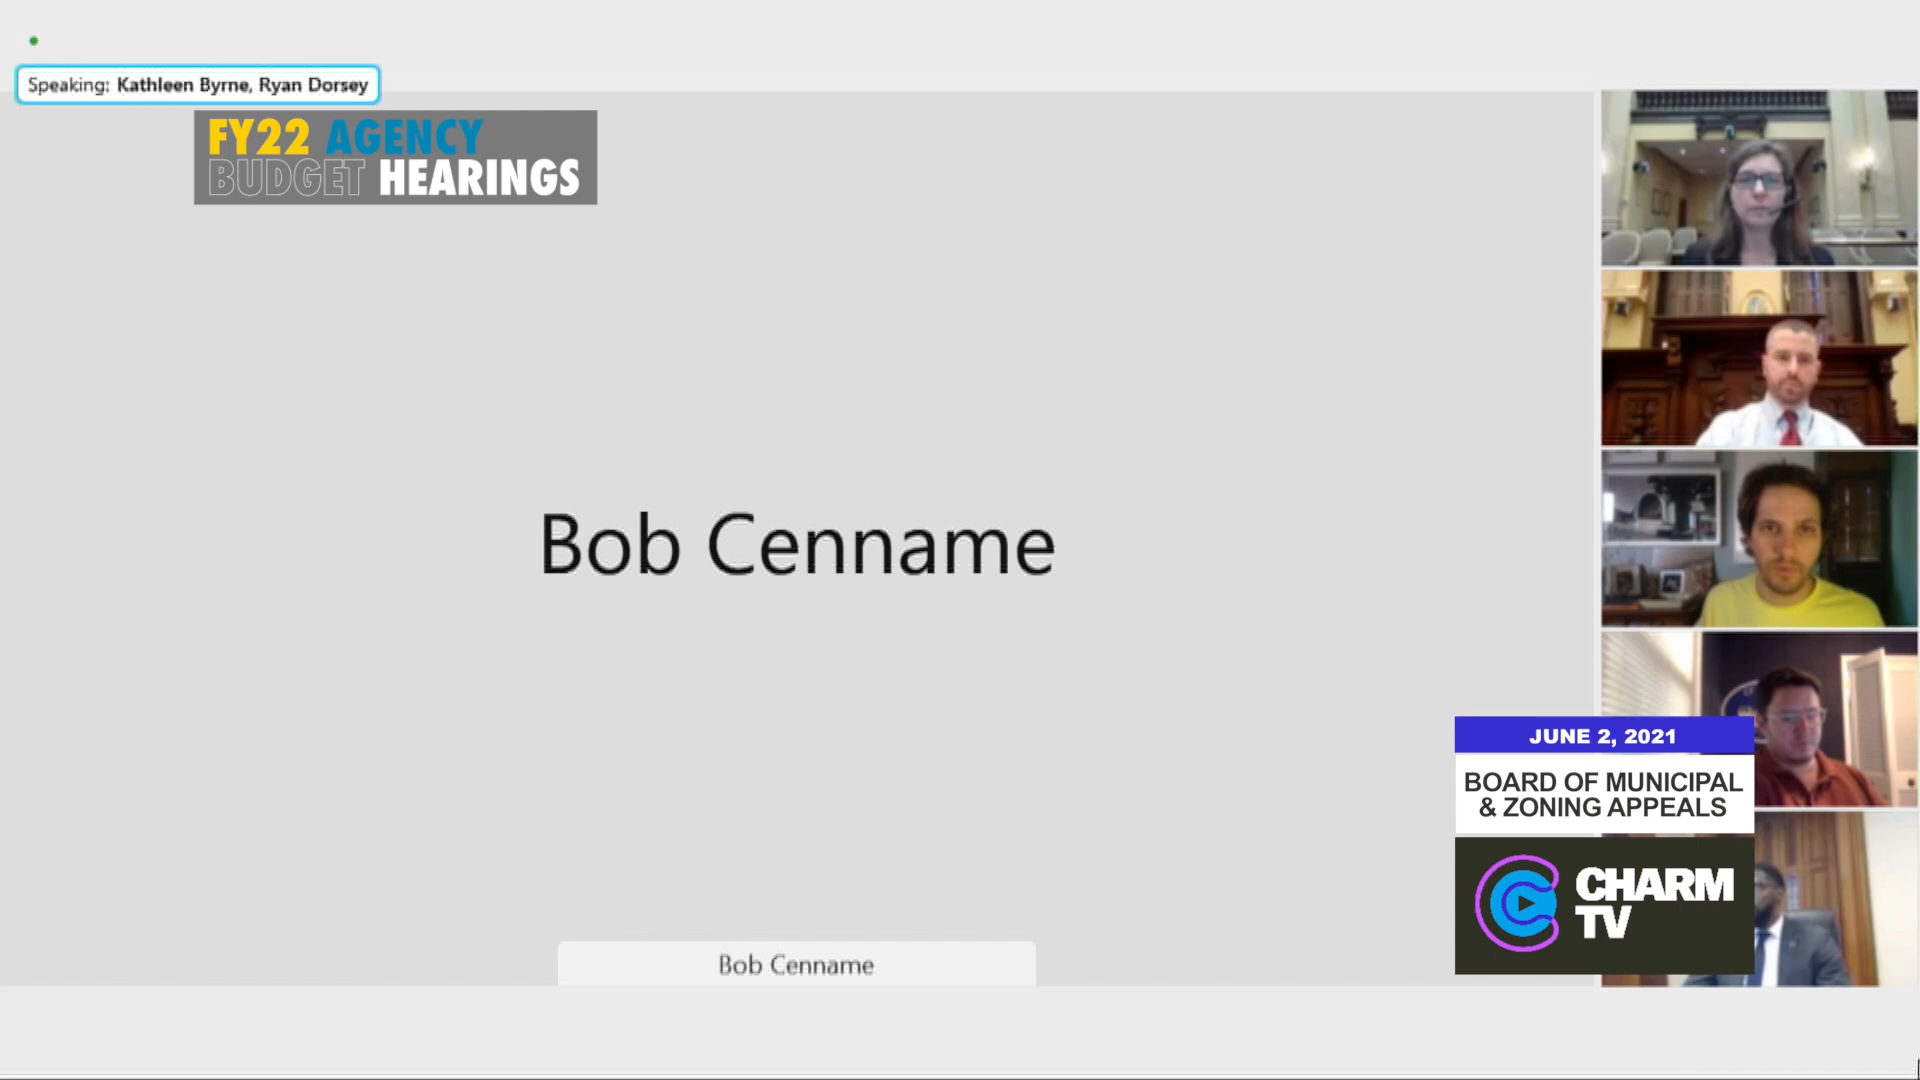 Speaking: Kathleen Byrne, Ryan Dorsey
FY22 AGENCY
BUDGET HEARINGS
Bob Cenname
Bob Cenname
JUNE 2, 2021
BOARD OF MUNICIPAL
& ZONING APPEALS
CHARM
TV